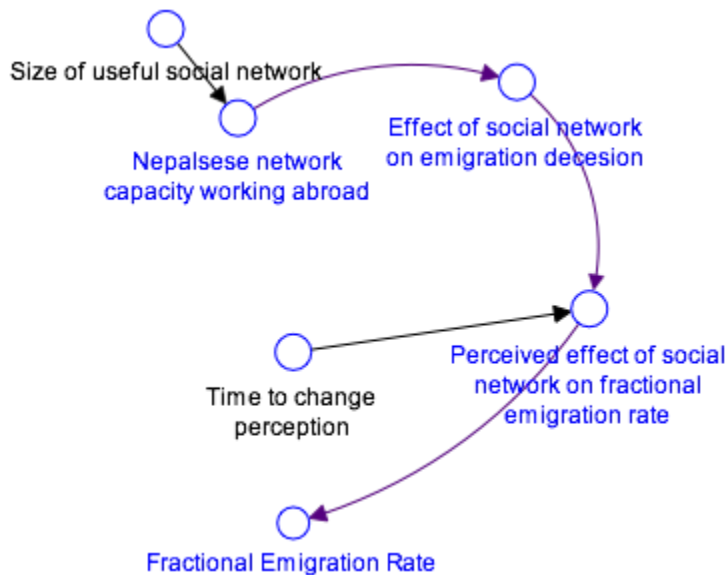 Size of useful social network
Effect of social network
on emigration decesion
Nepalsese network
capacity working abroad
Perceived effect of social
network on fractional
emigration rate
Time to change
perception
Fractional Emigration Rate